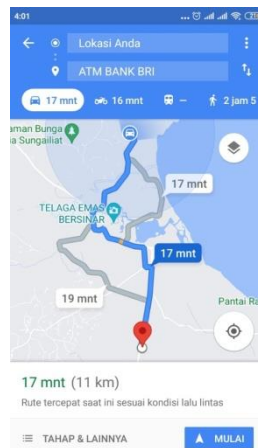 4:01
Lokasi Anda
ATM BANK BRI
17 mnt
16 mnt
–
2 jam 5
aman Bunga
a Sungailiat
17 mnt
TELAGA EMAS
BERSINAR
17 mnt
19 mnt
Pantai Ra
17 mnt (11 km)
Rute tercepat saat ini sesuai kondisi lalu lintas
TAHAP & LAINNYA
MULAI